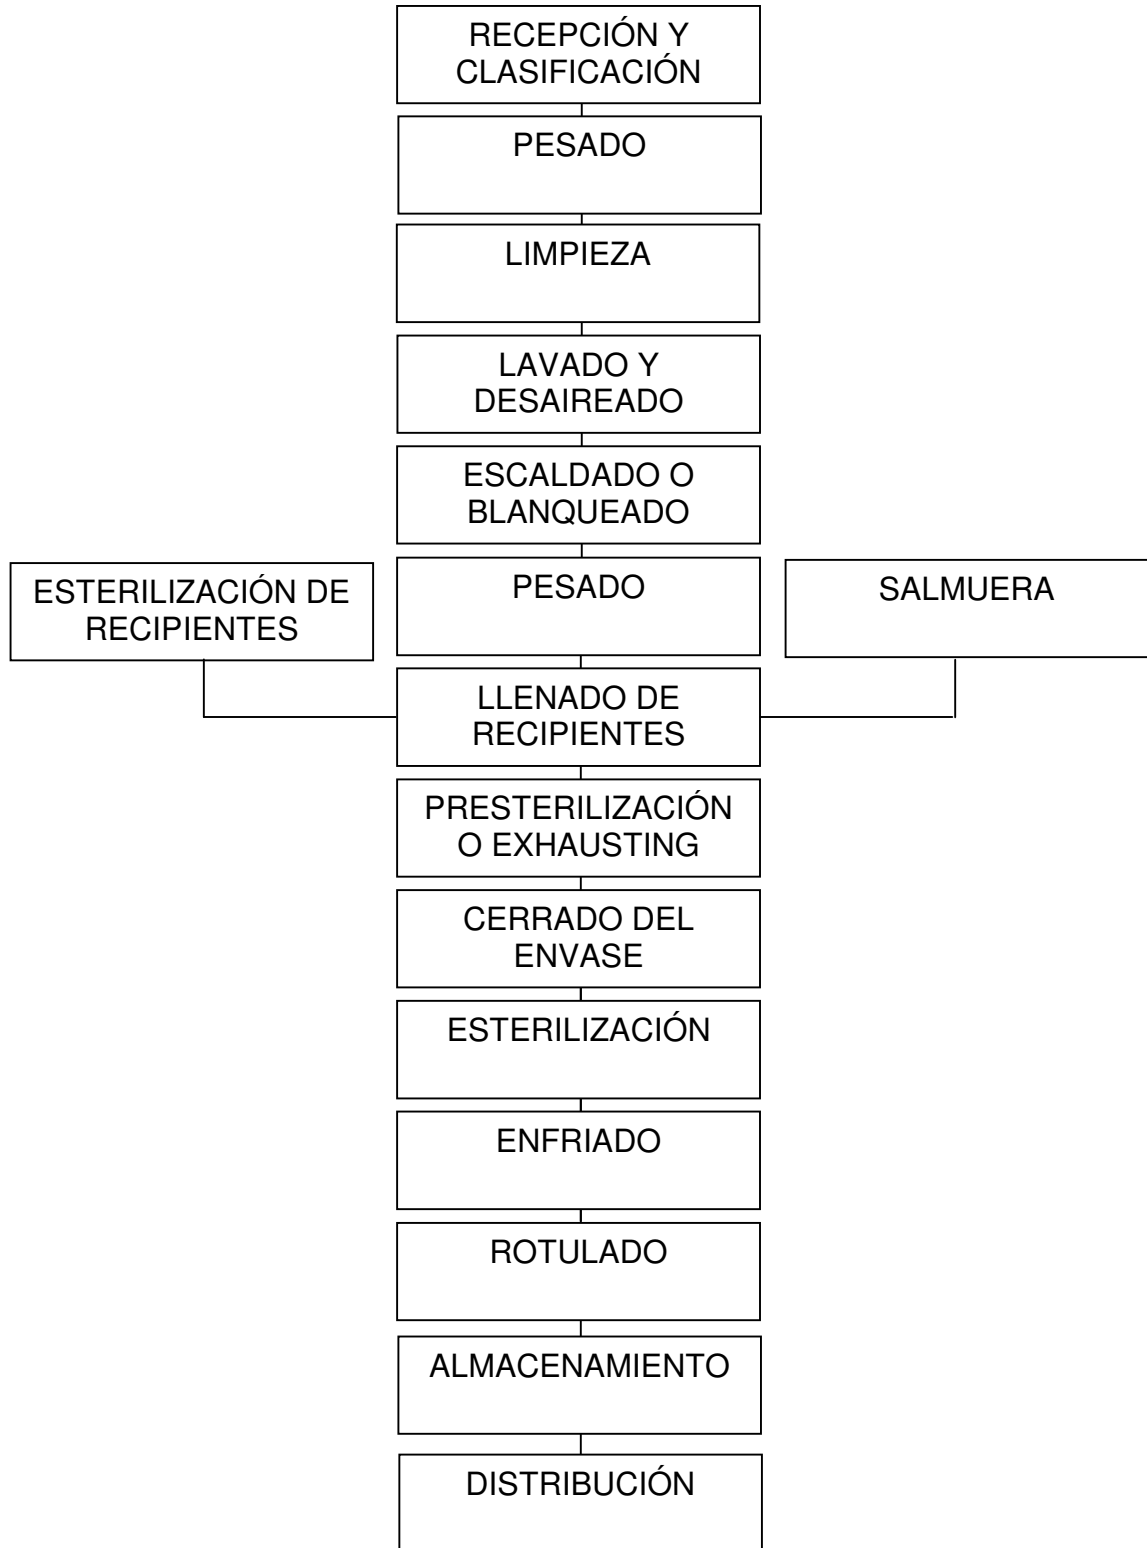 RECEPCIÓN Y
CLASIFICACIÓN
PESADO
LIMPIEZA
LAVADO Y
DESAIREADO
ESCALDADO O
BLANQUEADO
ESTERILIZACIÓN DE
RECIPIENTES
PESADO
SALMUERA
LLENADO DE
RECIPIENTES
PRESTERILIZACIÓN
O EXHAUSTING
CERRADO DEL
ENVASE
ESTERILIZACIÓN
ENFRIADO
ROTULADO
ALMACENAMIENTO
DISTRIBUCIÓN